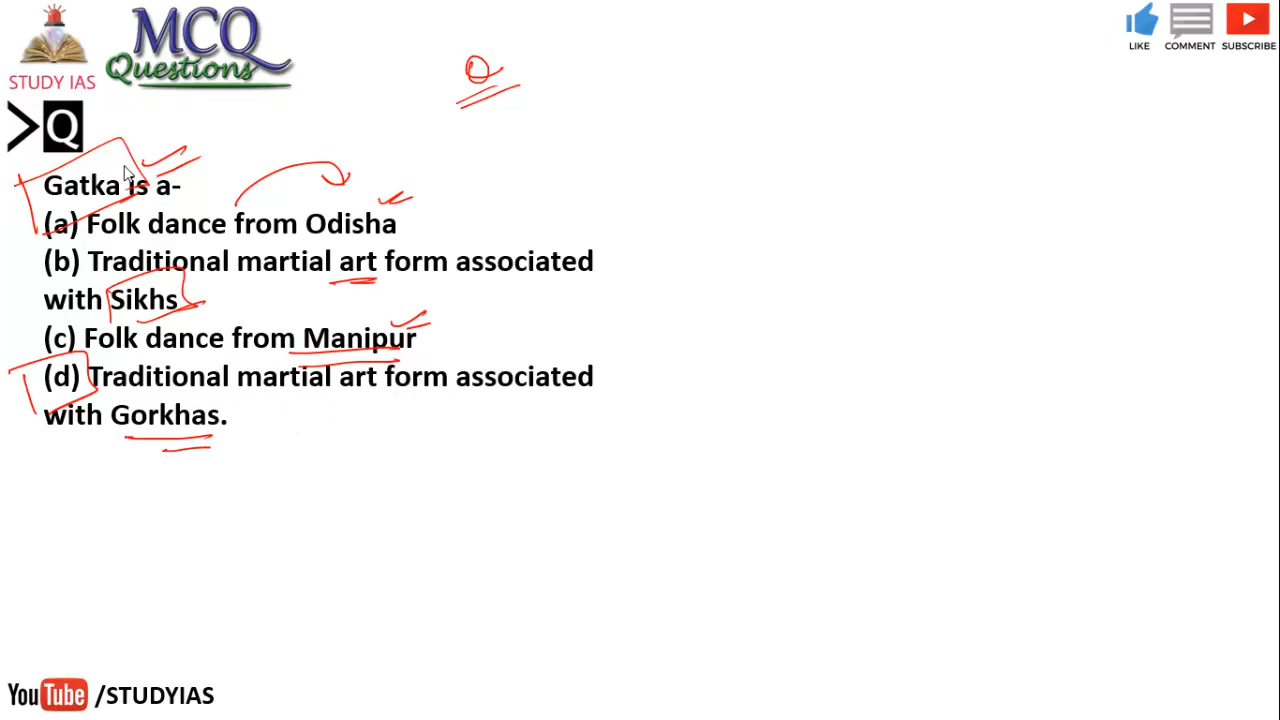 STUDY IAS
MCQ
Questions
LIKE
COMMENT
SUBSCRIBE
Q
>Q
Gatka is a-
(a) Folk dance from Odisha
(b) Traditional martial art form associated
with Sikhs
(c) Folk dance from Manipur
(d) Traditional martial art form associated
with Gorkhas.
YouTube /STUDYIAS